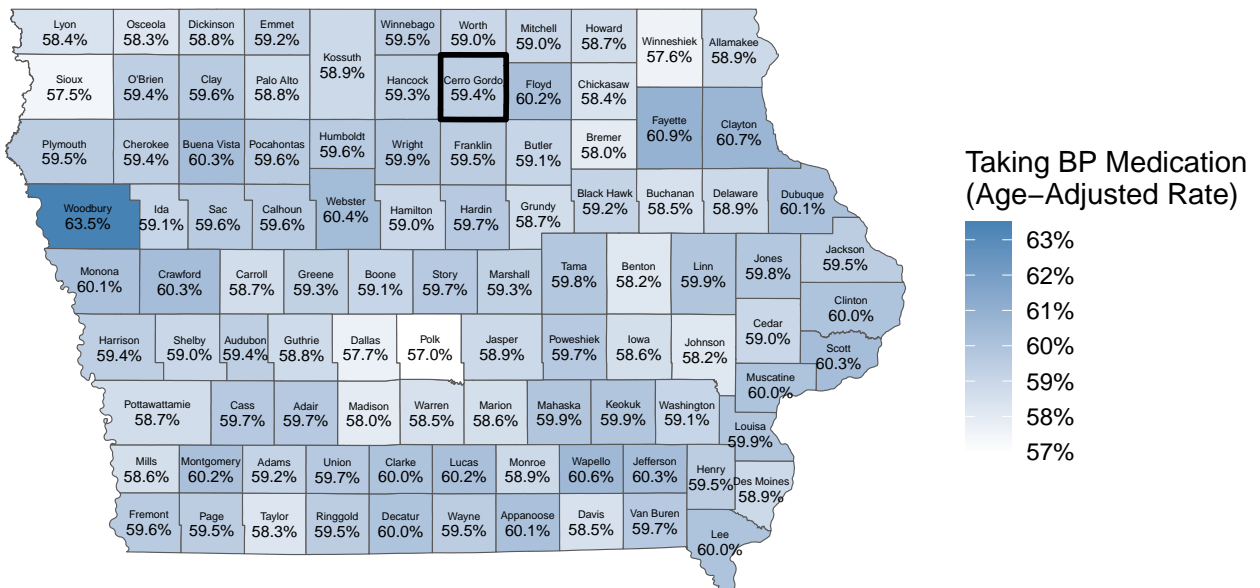 Lyon
58.4%
Osceola
58.3%
Dickinson
58.8%
Emmet
59.2%
Kossuth
58.9%
Winnebago
59.5%
Worth
59.0%
Mitchell
59.0%
Howard
58.7%
Winneshiek
57.6%
Allamakee
58.9%
Sioux
57.5%
O'Brien
59.4%
Clay
59.6%
Palo Alto
58.8%
Hancock
59.3%
Cerro Gordo
59.4%
Floyd
60.2%
Chickasaw
58.4%
Fayette
60.9%
Clayton
60.7%
Plymouth
59.5%
Cherokee
59.4%
Buena Vista
60.3%
Pocahontas
59.6%
Humboldt
59.6%
Wright
59.9%
Franklin
59.5%
Butler
59.1%
Bremer
58.0%
Woodbury
63.5%
Ida
59.1%
Sac
59.6%
Calhoun
59.6%
Webster
60.4%
Hamilton
59.0%
Hardin
59.7%
Grundy
58.7%
Black Hawk
59.2%
Buchanan
58.5%
Delaware
58.9%
Dubuque
60.1%
Monona
60.1%
Crawford
60.3%
Carroll
58.7%
Greene
59.3%
Boone
59.1%
Story
59.7%
Marshall
59.3%
Tama
59.8%
Benton
58.2%
Linn
59.9%
Jones
59.8%
Jackson
59.5%
Clinton
60.0%
Harrison
59.4%
Shelby
59.0%
Audubon
59.4%
Guthrie
58.8%
Dallas
57.7%
Polk
57.0%
Jasper
58.9%
Poweshiek
59.7%
Iowa
58.6%
Johnson
58.2%
Cedar
59.0%
Scott
60.3%
Muscatine
60.0%
Pottawattamie
58.7%
Cass
59.7%
Adair
59.7%
Madison
58.0%
Warren
58.5%
Marion
58.6%
Mahaska
59.9%
Keokuk
59.9%
Washington
59.1%
Louisa
59.9%
Mills
58.6%
Montgomery
60.2%
Adams
59.2%
Union
59.7%
Clarke
60.0%
Lucas
60.2%
Monroe
58.9%
Wapello
60.6%
Jefferson
60.3%
Henry
59.5%
Des Moines
58.9%
Fremont
59.6%
Page
59.5%
Taylor
58.3%
Ringgold
59.5%
Decatur
60.0%
Wayne
59.5%
Appanoose
60.1%
Davis
58.5%
Van Buren
59.7%
Lee
60.0%
Taking BP Medication
(Age−Adjusted Rate)
63%
62%
61%
60%
59%
58%
57%